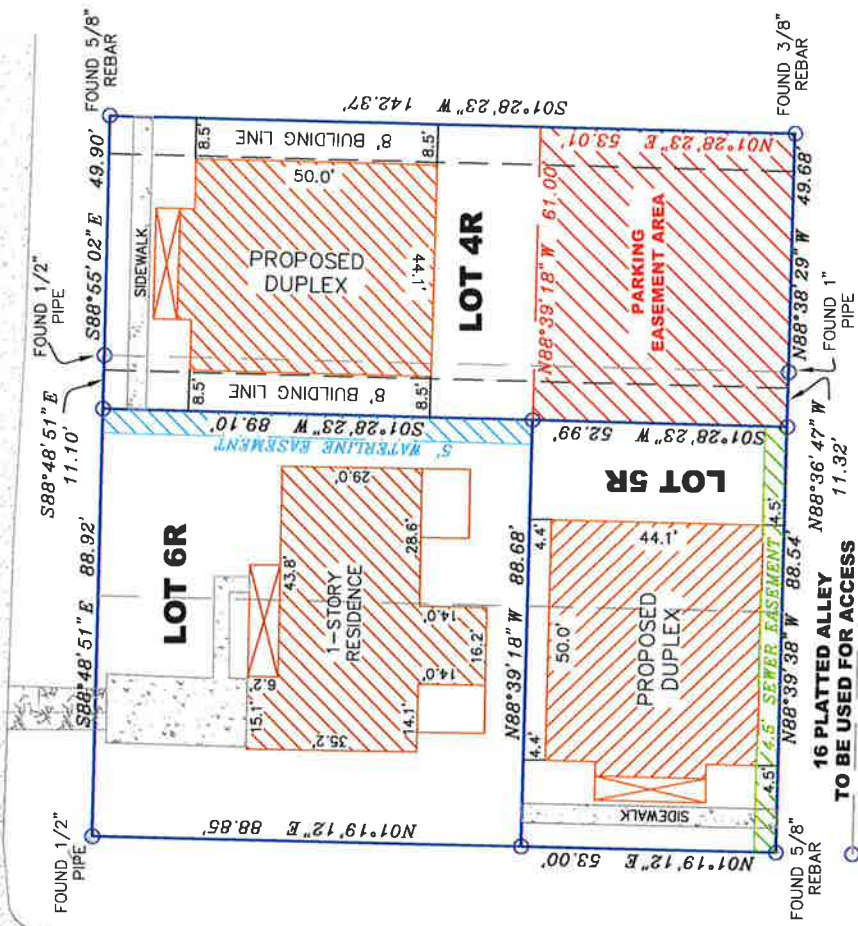 FOUND 5/8"
REBAR
S88°55'02"E 49.90'
FOUND 1/2"
PIPE
S88°48'51"E
11.10'
S88°48'51"E 88.92'
FOUND 1/2"
PIPE
SIDEWALK
8.5'
8' BUILDING LINE
8.5'
50.0'
PROPOSED
DUPLEX
44.1'
8.5'
8' BUILDING LINE
8.5'
S01°28'23"W 142.37'
LOT 4R
N88°39'18"W 61.00'
N01°28'23"E 53.01'
PARKING
EASEMENT AREA
FOUND 3/8"
REBAR
N88°38'29"W 49.68'
FOUND 1"
PIPE
N88°36'47"W
11.32'
S01°28'23"W 89.10'
5' WATERLINE EASEMENT
LOT 6R
29.0'
43.8'
28.6'
1-STORY
RESIDENCE
6.2'
15.1'
35.2'
14.1'
14.0'
14.0'
16.2'
N01°19'12"E 88.85'
N88°39'18"W 88.68'
S01°28'23"W 52.99'
LOT 5R
4.4'
44.1'
4.5'
50.0'
PROPOSED
DUPLEX
4.4'
4.5'
SIDEWALK
4.5' SEWER EASEMENT
N88°39'38"W 88.54'
N01°19'12"E 53.00'
FOUND 5/8"
REBAR
16 PLATTED ALLEY
TO BE USED FOR ACCESS